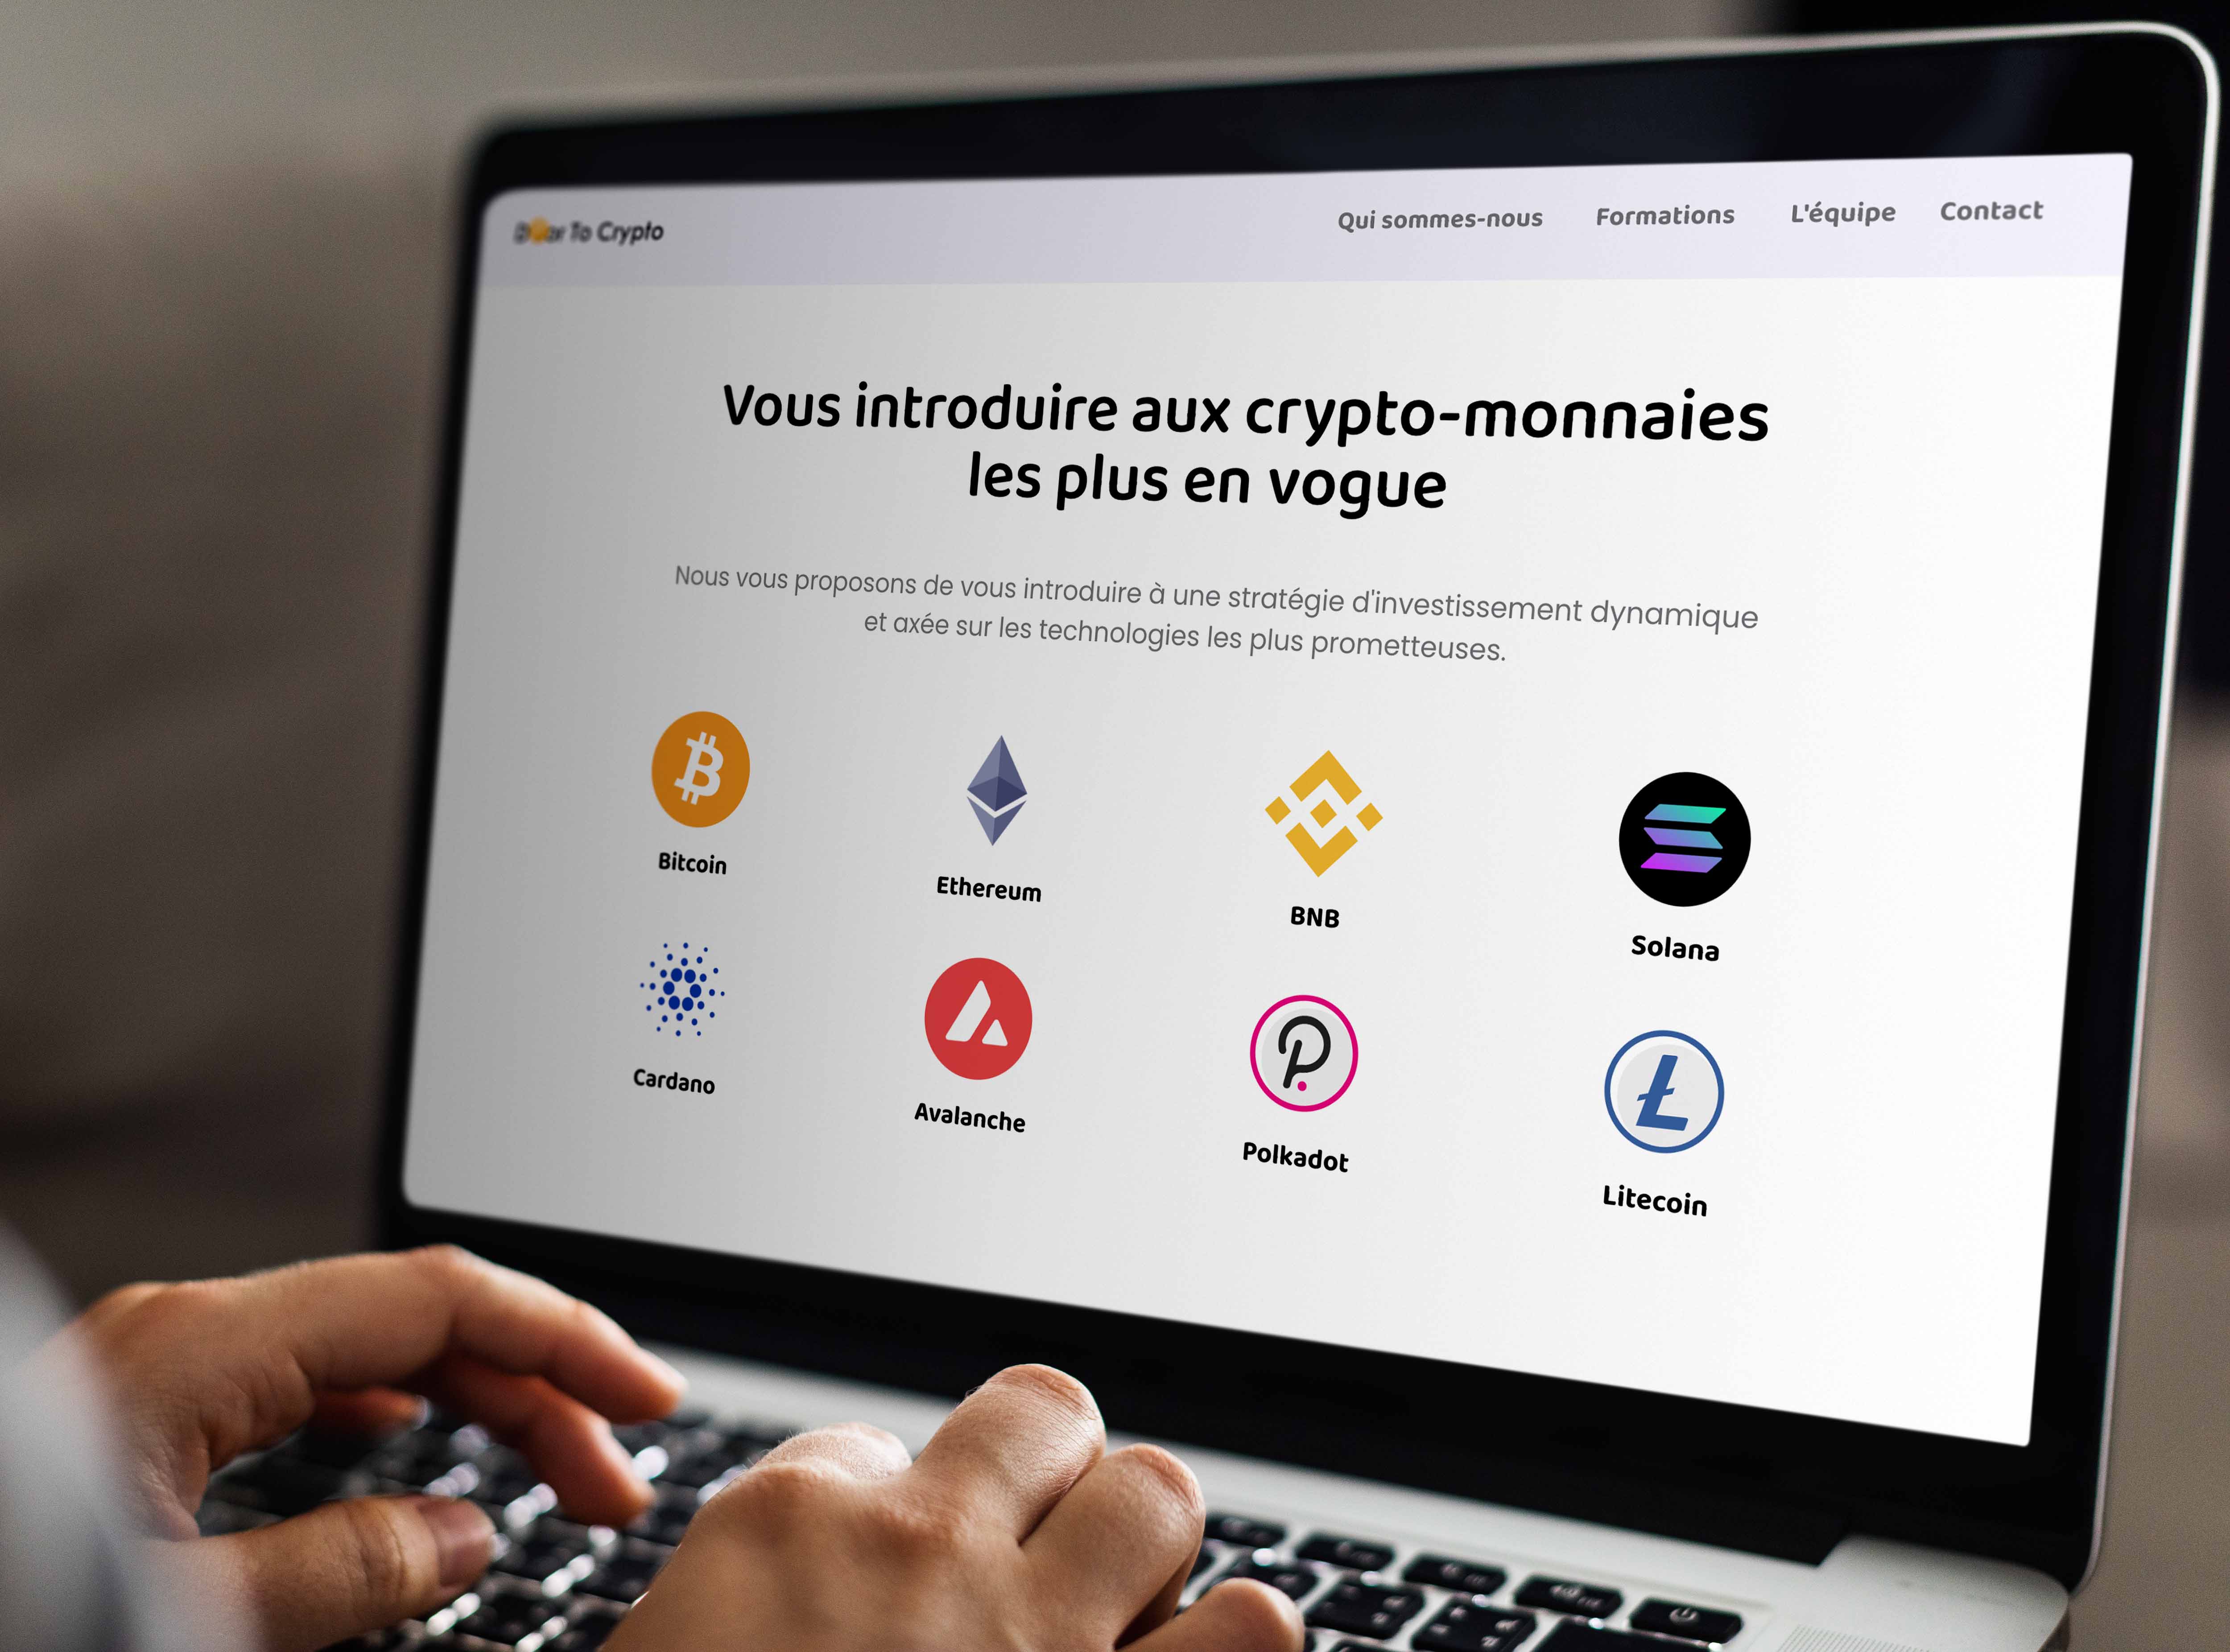 Door To Crypto
Qui sommes-nous Formations L'équipe Contact
Vous introduire aux crypto-monnaies
les plus en vogue
Nous vous proposons de vous introduire à une stratégie d'investissement dynamique
et axée sur les technologies les plus prometteuses.
Bitcoin Ethereum BNB Solana
Cardano Avalanche Polkadot Litecoin